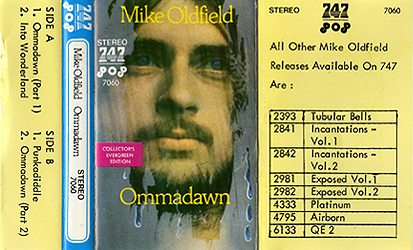 SIDE A
1. Ommadawn (Part 1)
2. Into Wonderland
SIDE B
1. Punkadiddle
2. Ommadawn (Part 2)
747
POP
Mike Oldfield Ommadawn
STEREO
7060
Mike Oldfield
STEREO
747
POP
7060
COLLECTOR'S
EVERGREEN
EDITION
Ommadawn
STEREO 747 7060
POP
All Other Mike Oldfield
Releases Available On 747
Are :
2393 Tubular Bells
2841 Incantations -
Vol.1
2842 Incantations -
Vol.2
2981 Exposed Vol.1
2982 Exposed Vol.2
4333 Platinum
4795 Airborn
6133 QE 2